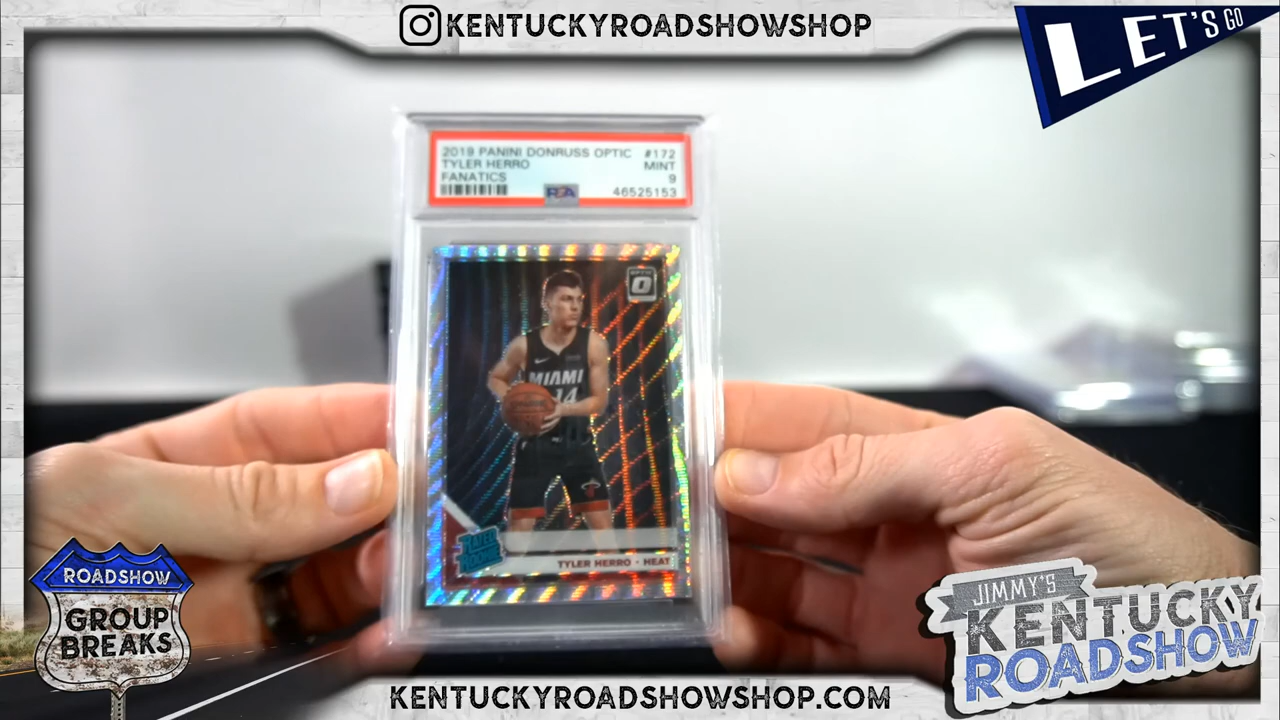 KENTUCKYROADSHOWSHOP
LET'S GO
2019 PANINI DONRUSS OPTIC #172
TYLER HERRO MINT
FANATICS 9
PSA 46525153
OPTIC
MIAMI
14
RATED
ROOKIE
TYLER HERRO • HEAT
ROADSHOW
GROUP
BREAKS
JIMMY'S
KENTUCKY
ROADSHOW
KENTUCKYROADSHOWSHOP.COM